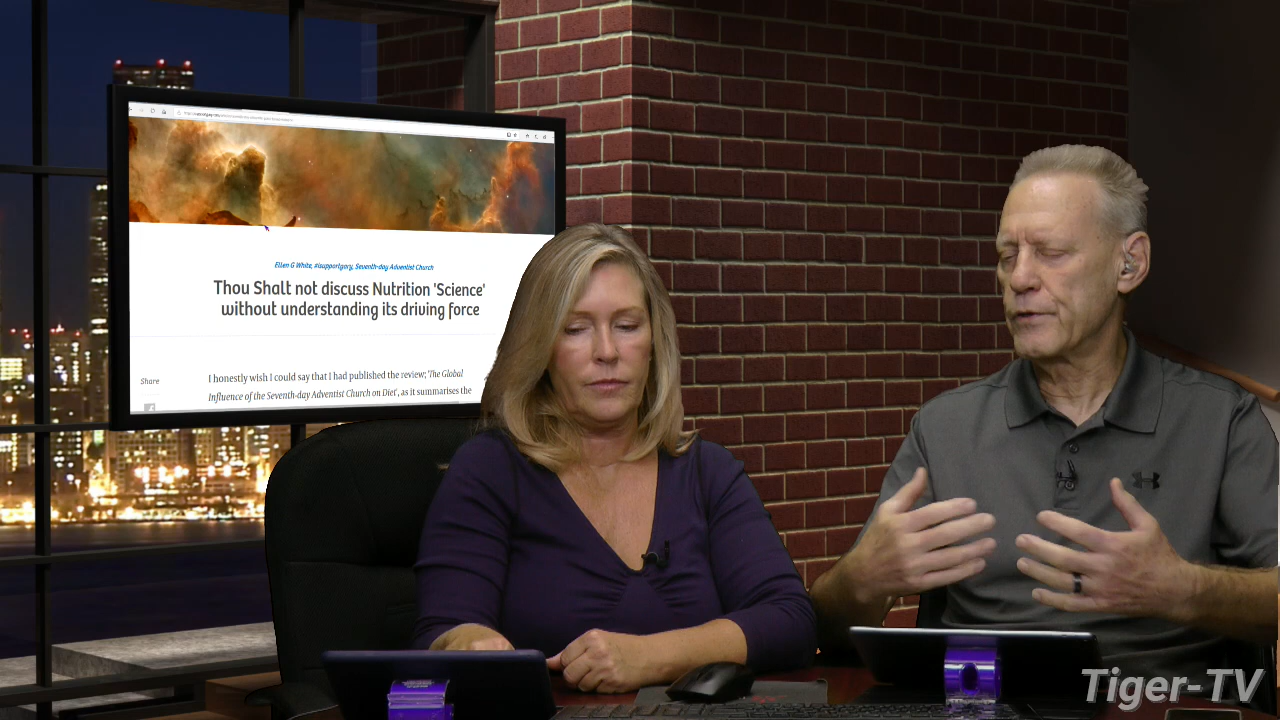 Ellen G White, #isupportgary, Seventh-day Adventist Church
Thou Shalt not discuss Nutrition 'Science'
without understanding its driving force
Share
I honestly wish I could say that I had published the review; 'The Global
Influence of the Seventh-day Adventist Church on Diet', as it summarises the
Tiger-TV